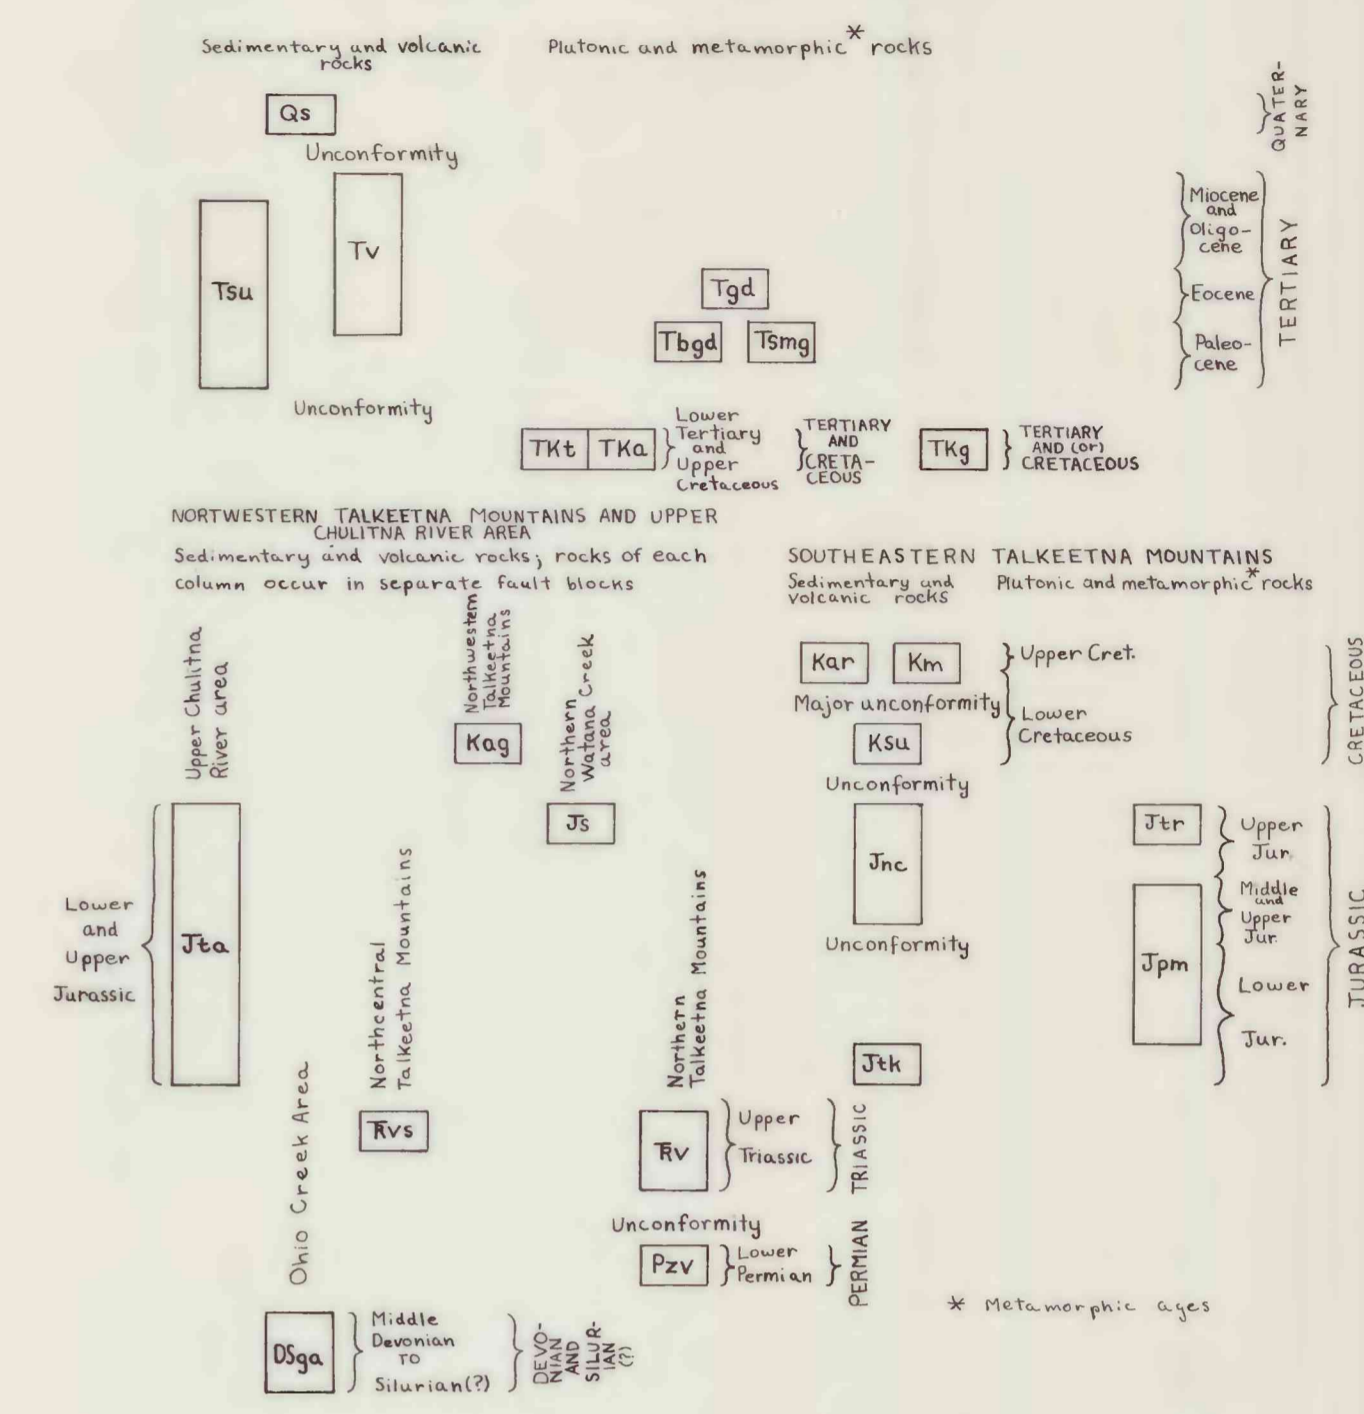 Sedimentary and volcanic
rocks
Plutonic and metamorphic* rocks
Qs
Unconformity
QUATER-
NARY
Tsu
Tv
Tgd
Tbgd
Tsmg
Miocene
and
Oligo-
cene
Eocene
Paleo-
cene
TERTIARY
Unconformity
TKt
TKa
Lower
Tertiary
and
Upper
Cretaceous
TERTIARY
AND
CRETA-
CEOUS
TKg
TERTIARY
AND (or)
CRETACEOUS
NORTWESTERN TALKEETNA MOUNTAINS AND UPPER
CHULITNA RIVER AREA
Sedimentary and volcanic rocks; rocks of each
column occur in separate fault blocks
SOUTHEASTERN TALKEETNA MOUNTAINS
Sedimentary and
volcanic rocks
Plutonic and metamorphic* rocks
Upper Chulitna
River area
Northwestern
Talkeetna
Mountains
Kag
Northern
Watana Creek
area
Js
Kar
Km
Upper Cret.
Major unconformity
Lower
Cretaceous
Ksu
CRETACEOUS
Unconformity
Lower
and
Upper
Jurassic
Jta
Northcentral
Talkeetna Mountains
Northern
Talkeetna Mountains
Jnc
Unconformity
Jtk
Jtr
Jpm
Upper
Jur.
Middle
and
Upper
Jur.
Lower
Jur.
JURASSIC
Ohio Creek Area
TRvs
TRv
Upper
Triassic
TRIASSIC
Unconformity
Pzv
Lower
Permian
PERMIAN
* Metamorphic ages
DSga
Middle
Devonian
TO
Silurian(?)
DEVO-
NIAN
AND
SILUR-
IAN
(?)